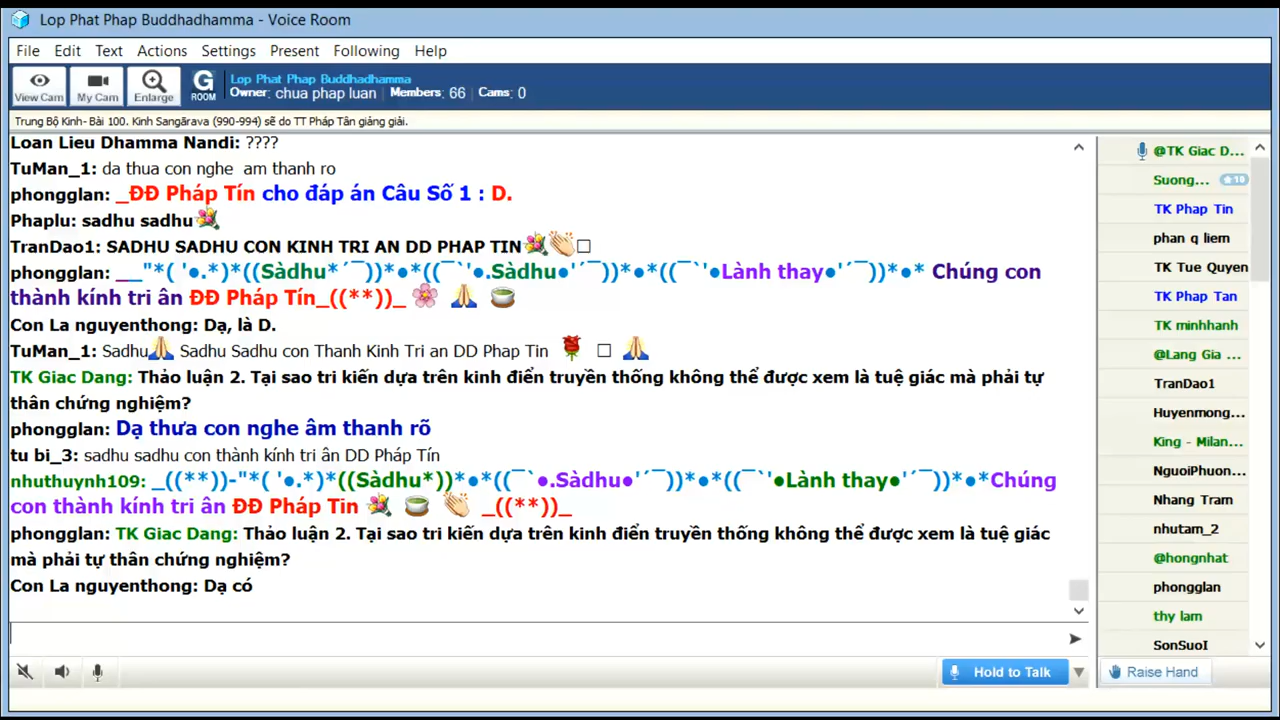 Lop Phat Phap Buddhadhamma - Voice Room
File Edit Text Actions Settings Present Following Help
View Cam My Cam Enlarge G ROOM
Lop Phat Phap Buddhadhamma
Owner: chua phap luan | Members: 66 | Cams: 0
Trung Bộ Kinh- Bài 100. Kinh Saṅgārava (990-994) sẽ do TT Pháp Tân giảng giải.
Loan Lieu Dhamma Nandi: ????
TuMan_1: da thua con nghe am thanh ro
phongglan: _ĐĐ Pháp Tín cho đáp án Câu Số 1 : D.
Phaplu: sadhu sadhu💐
TranDao1: SADHU SADHU CON KINH TRI AN DD PHAP TIN💐👏□
phongglan: __"*( '●.*)*((Sàdhu*´¯))*●*((¯`'●.Sàdhu●'´¯))*●*((¯`'●Lành thay●'´¯))*●* Chúng con
thành kính tri ân ĐĐ Pháp Tín_((**))_ 🌸 🙏 🍵
Con La nguyenthong: Dạ, là D.
TuMan_1: Sadhu🙏 Sadhu Sadhu con Thanh Kinh Tri an DD Phap Tin 🌹 □ 🙏
TK Giac Dang: Thảo luận 2. Tại sao tri kiến dựa trên kinh điển truyền thống không thể được xem là tuệ giác mà phải tự
thân chứng nghiệm?
phongglan: Dạ thưa con nghe âm thanh rõ
tu bi_3: sadhu sadhu con thành kính tri ân DD Pháp Tín
nhuthuynh109: _((**))-"*( '●.*)*((Sàdhu*))*●*((¯`●.Sàdhu●'´¯))*●*((¯`'●Lành thay●'´¯))*●*Chúng
con thành kính tri ân ĐĐ Pháp Tin 💐 🍵 👏 _((**))_
phongglan: TK Giac Dang: Thảo luận 2. Tại sao tri kiến dựa trên kinh điển truyền thống không thể được xem là tuệ giác
mà phải tự thân chứng nghiệm?
Con La nguyenthong: Dạ có
@TK Giac D...
Suong... ★10
TK Phap Tin
phan q liem
TK Tue Quyen
TK Phap Tan
TK minhhanh
@Lang Gia ...
TranDao1
Huyenmong...
King - Milan...
NguoiPhuon...
Nhang Tram
nhutam_2
@hongnhat
phongglan
thy lam
SonSuoI
Hold to Talk
Raise Hand